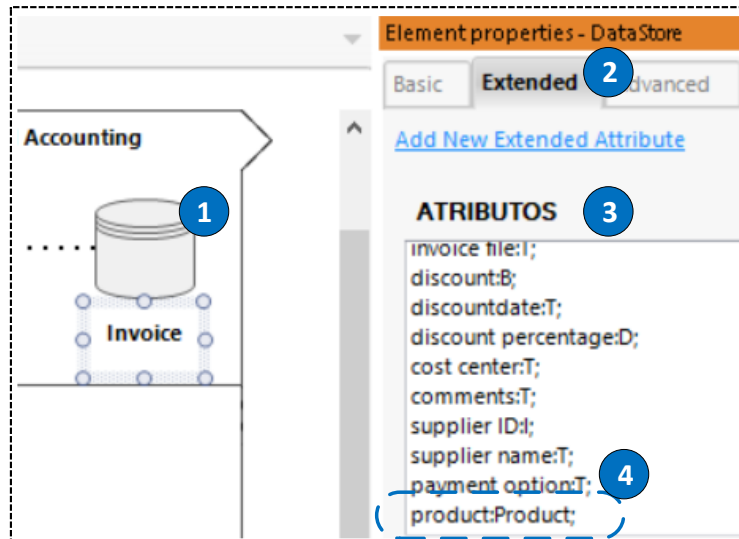 Accounting
1
Invoice
Element properties - DataStore
Basic
Extended
2
Advanced
Add New Extended Attribute
ATRIBUTOS
3
invoice file:T;
discount:B;
discountdate:T;
discount percentage:D;
cost center:T;
comments:T;
supplier ID:I;
supplier name:T;
payment option:T;
4
product:Product;